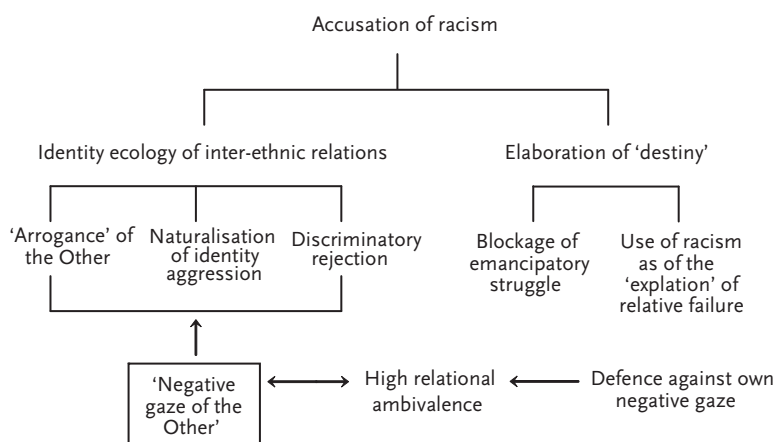 Accusation of racism
Identity ecology of inter-ethnic relations
Elaboration of ‘destiny’
‘Arrogance’ of
the Other
Naturalisation
of identity
aggression
Discriminatory
rejection
Blockage of
emancipatory
struggle
Use of racism
as of the
‘explation’ of
relative failure
‘Negative
gaze of the
Other’
High relational
ambivalence
Defence against own
negative gaze